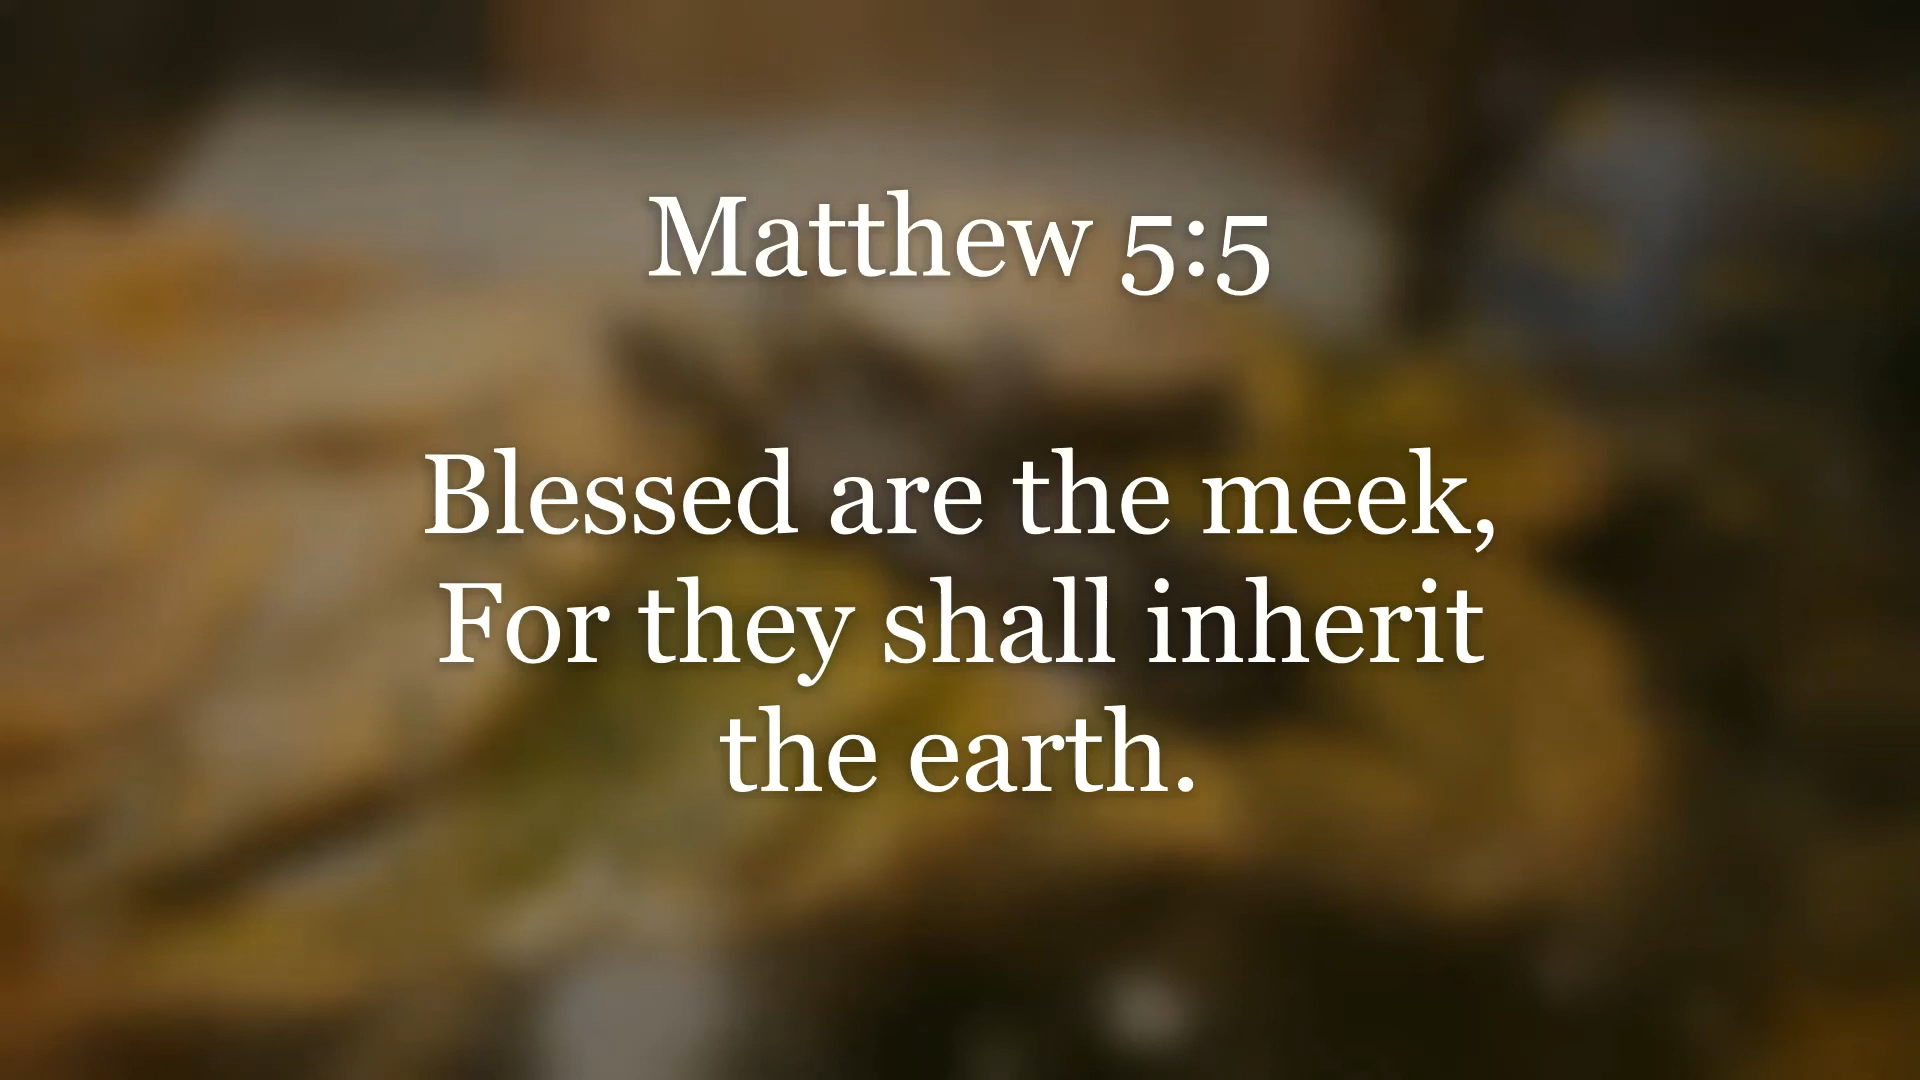 Matthew 5:5
Blessed are the meek,
For they shall inherit
the earth.